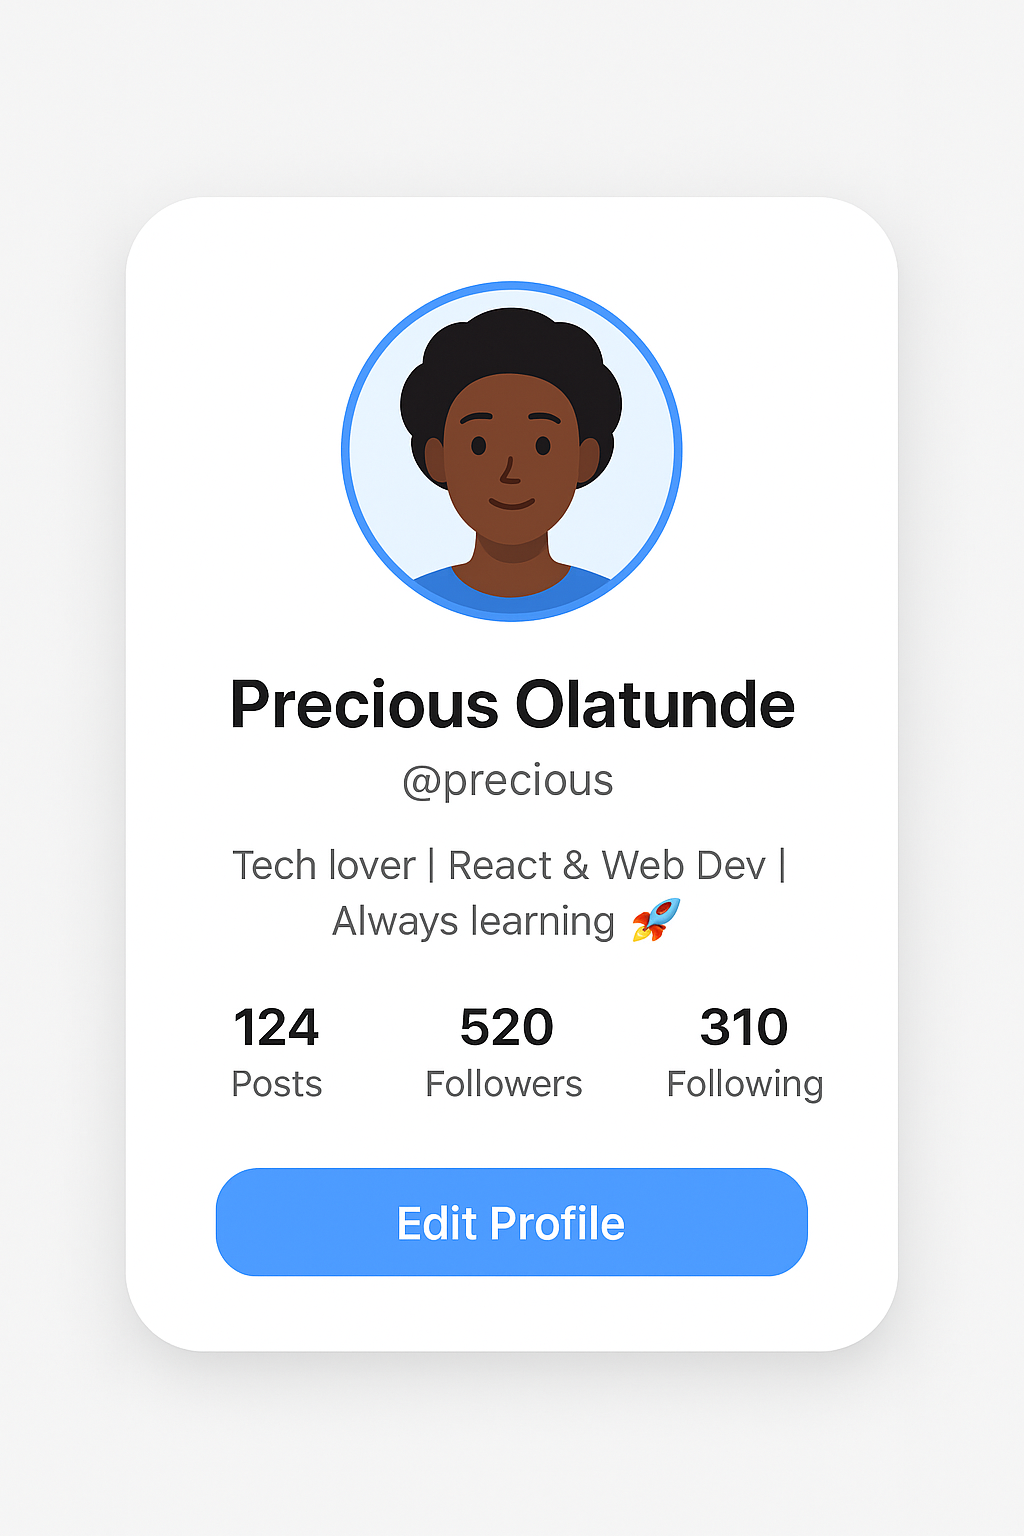 Precious Olatunde
@precious
Tech lover | React & Web Dev |
Always learning 🚀
124 520 310
Posts Followers Following
Edit Profile